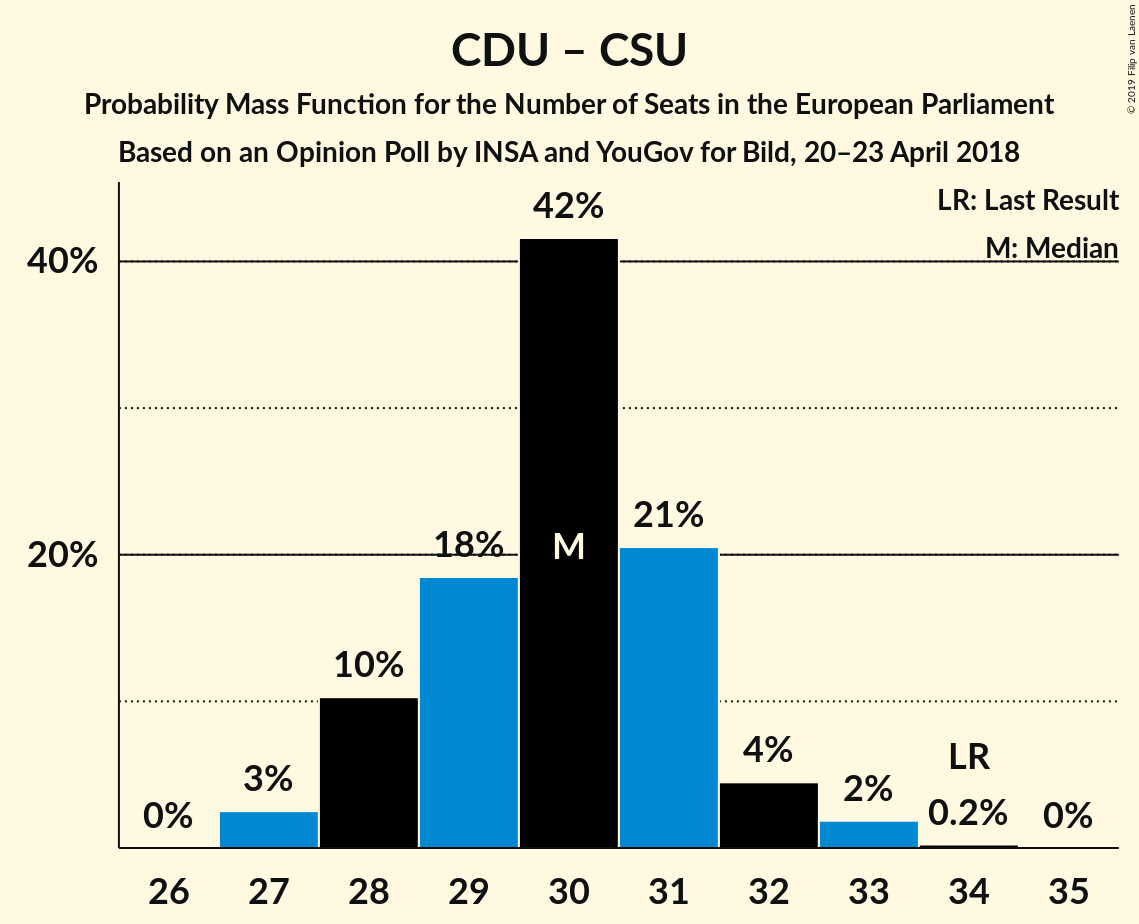 CDU – CSU
Probability Mass Function for the Number of Seats in the European Parliament
Based on an Opinion Poll by INSA and YouGov for Bild, 20–23 April 2018
© 2019 Filip van Laenen
LR: Last Result
M: Median
40%
20%
0%
3%
10%
18%
42%
M
21%
4%
2%
LR
0.2%
0%
26 27 28 29 30 31 32 33 34 35